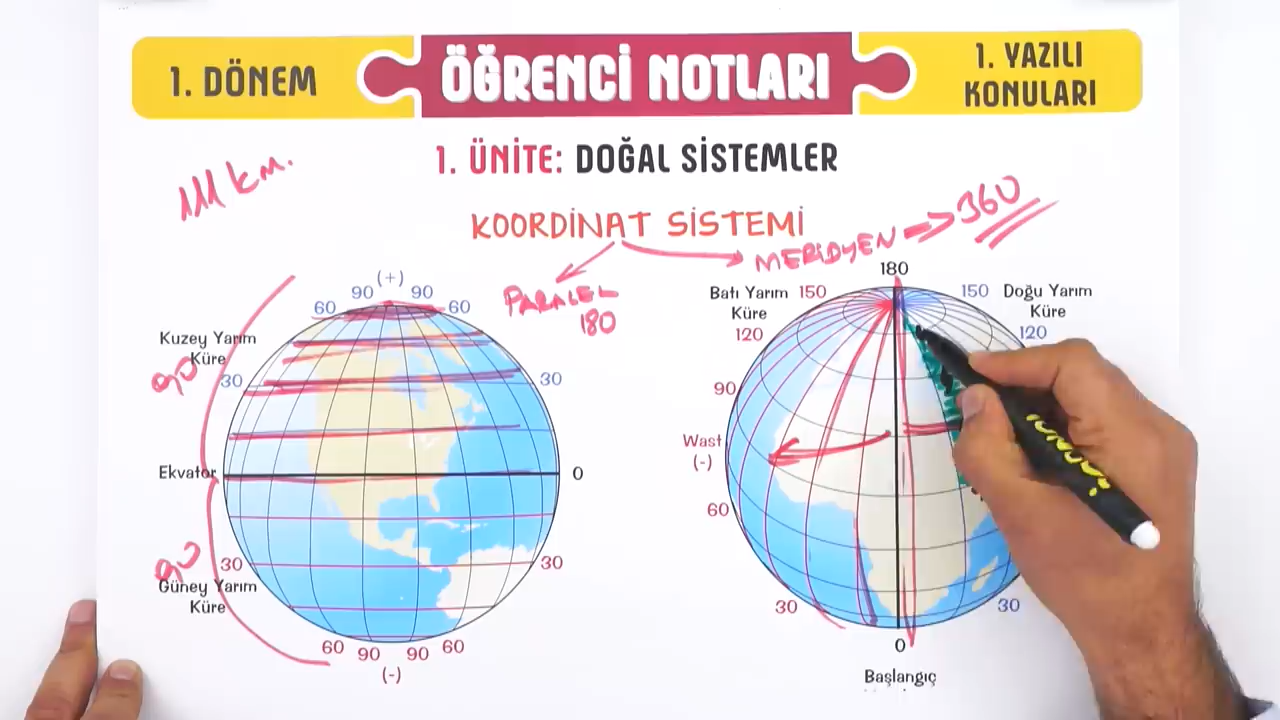 1. DÖNEM
ÖĞRENCİ NOTLARI
1. YAZILI
KONULARI
1. ÜNİTE: DOĞAL SİSTEMLER
111 km.
KOORDİNAT SİSTEMİ
PARALEL
180
MERİDYEN => 360
(+)
90 90
60 60
Kuzey Yarım
Küre
90
30 30
Ekvator 0
90
30 30
Güney Yarım
Küre
60 90 90 60
(-)
180
Batı Yarım
Küre
150 150
Doğu Yarım
Küre
120 120
90
Wast
(-)
60
30 30
0
Başlangıç